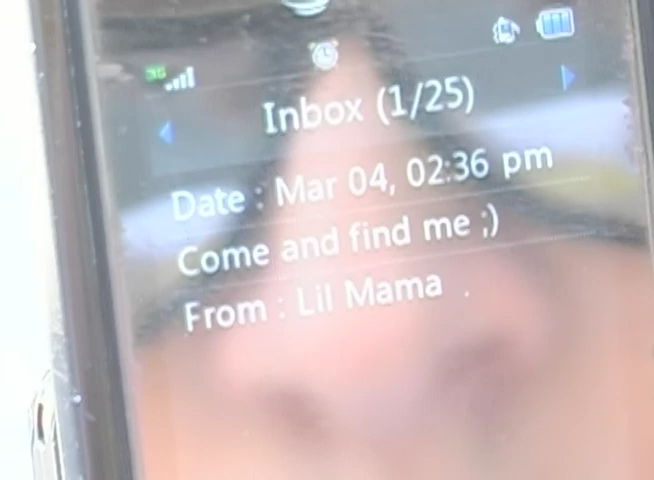 Inbox (1/25)
Date : Mar 04, 02:36 pm
Come and find me ;)
From : Lil Mama